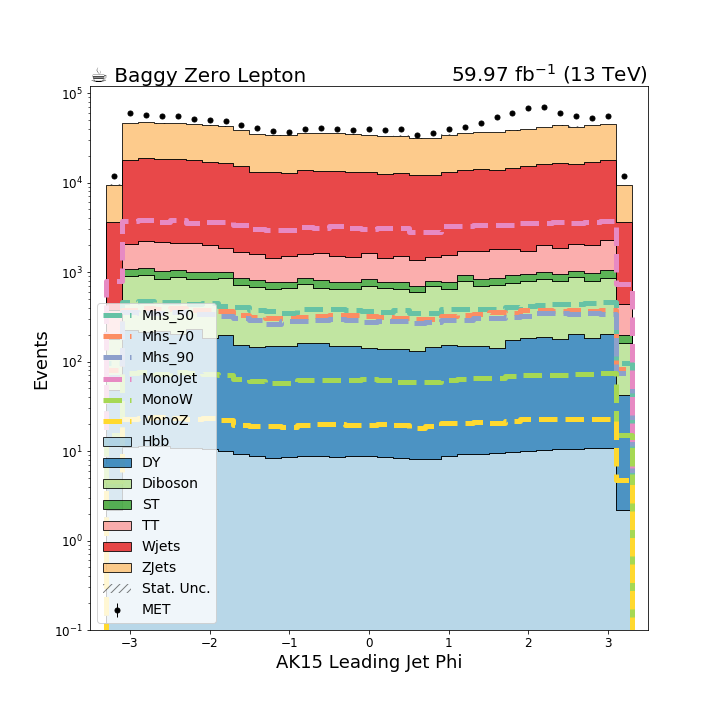 ☕ Baggy Zero Lepton
59.97 fb⁻¹ (13 TeV)
10⁵
10⁴
10³
10²
10¹
10⁰
10⁻¹
Events
Mhs_50
Mhs_70
Mhs_90
MonoJet
MonoW
MonoZ
Hbb
DY
Diboson
ST
TT
Wjets
ZJets
Stat. Unc.
MET
−3 −2 −1 0 1 2 3
AK15 Leading Jet Phi